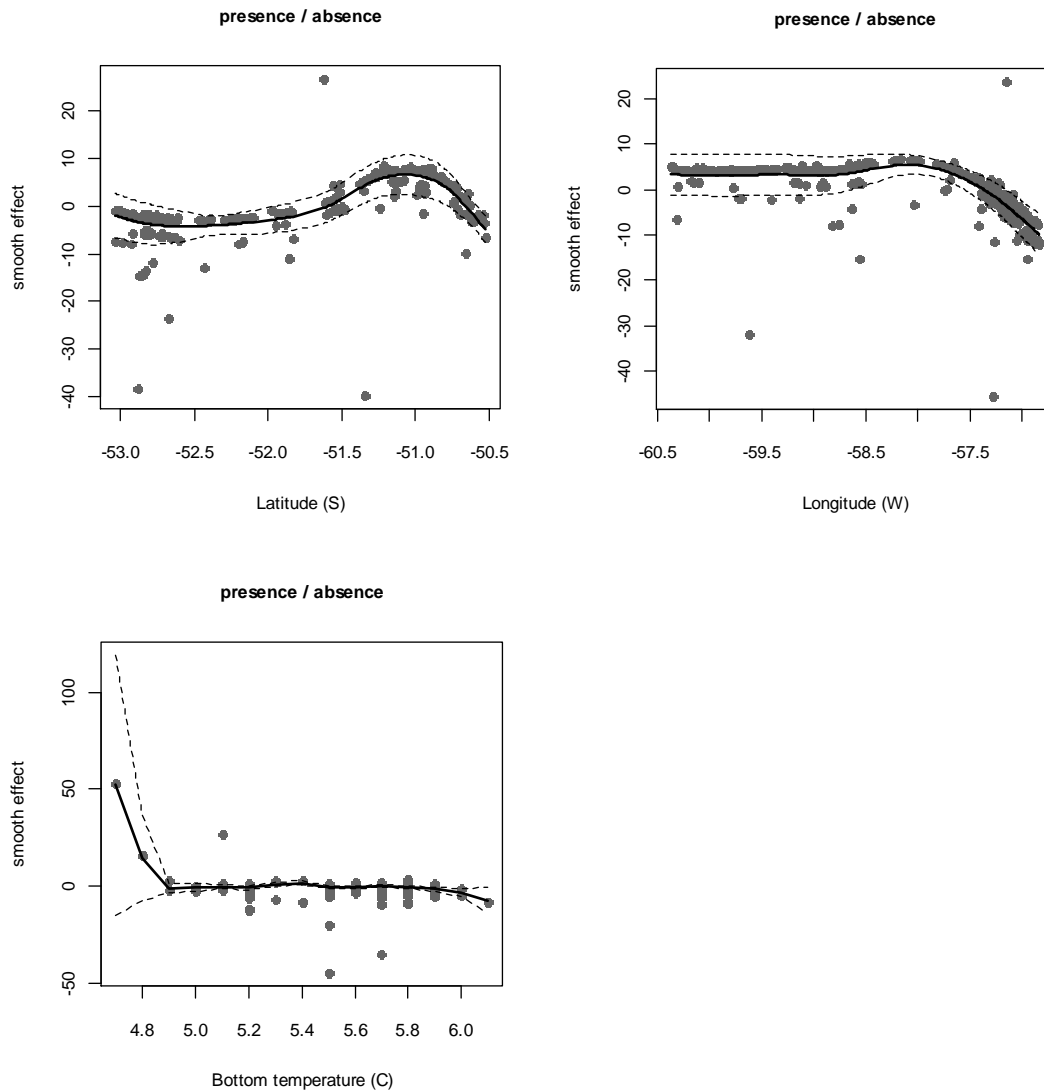 presence / absence
smooth effect
20
10
0
-10
-20
-30
-40
-53.0 -52.5 -52.0 -51.5 -51.0 -50.5
Latitude (S)
presence / absence
smooth effect
20
10
0
-10
-20
-30
-40
-60.5 -59.5 -58.5 -57.5
Longitude (W)
presence / absence
smooth effect
100
50
0
-50
4.8 5.0 5.2 5.4 5.6 5.8 6.0
Bottom temperature (C)